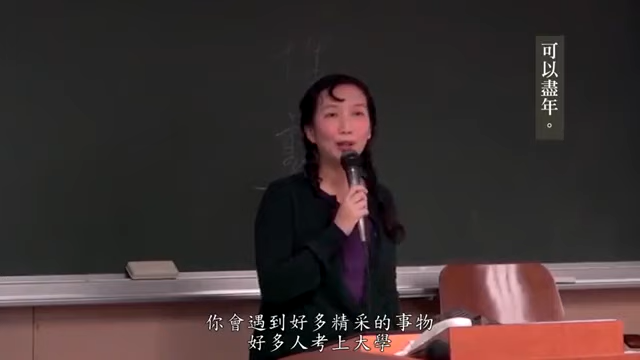 可以盡年。
你會遇到好多精采的事物
好多人考上大學